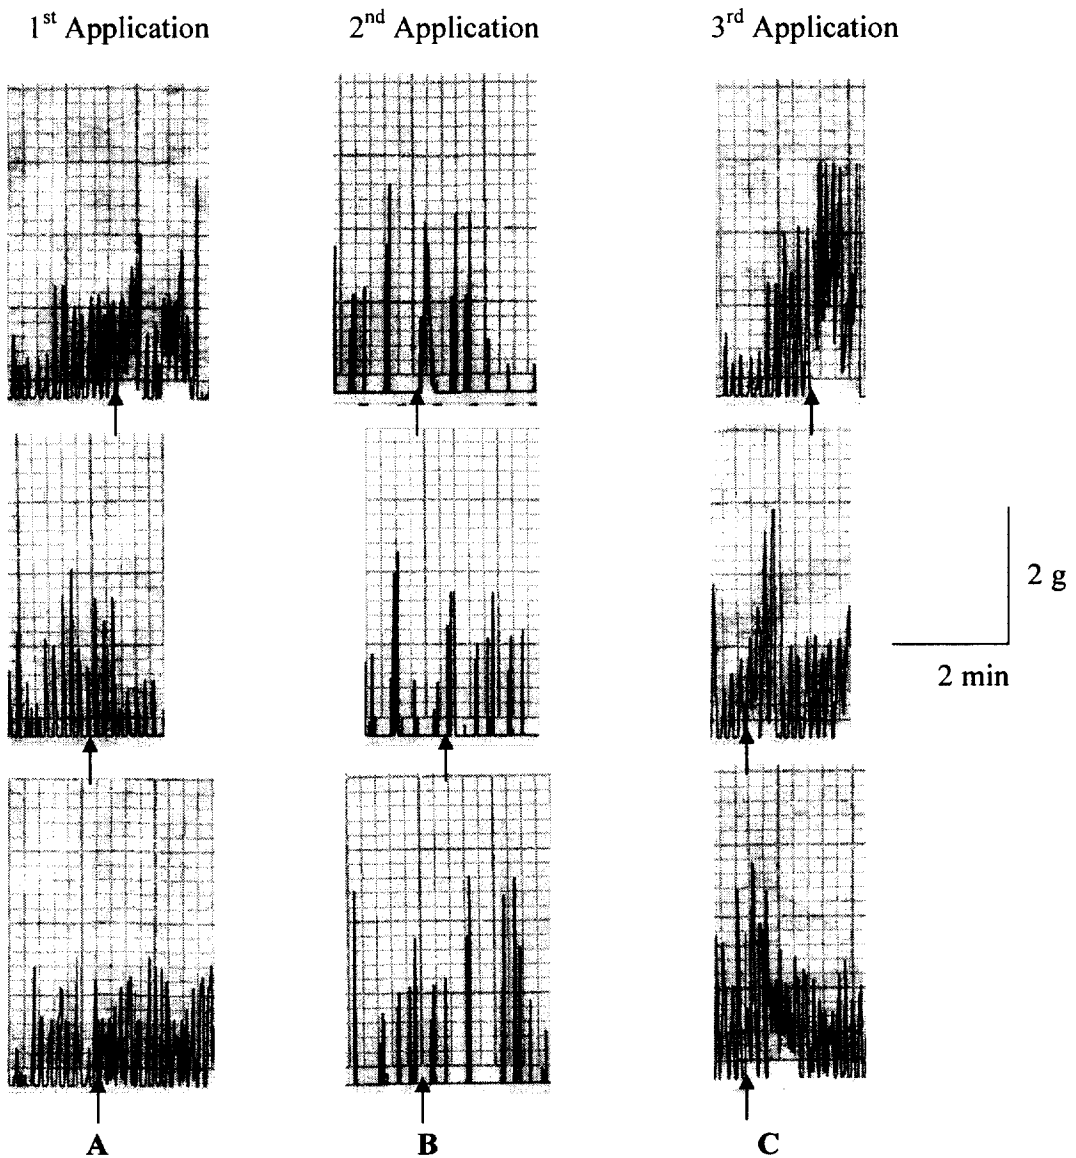 1st Application
2nd Application
3rd Application
2 g
2 min
A
B
C